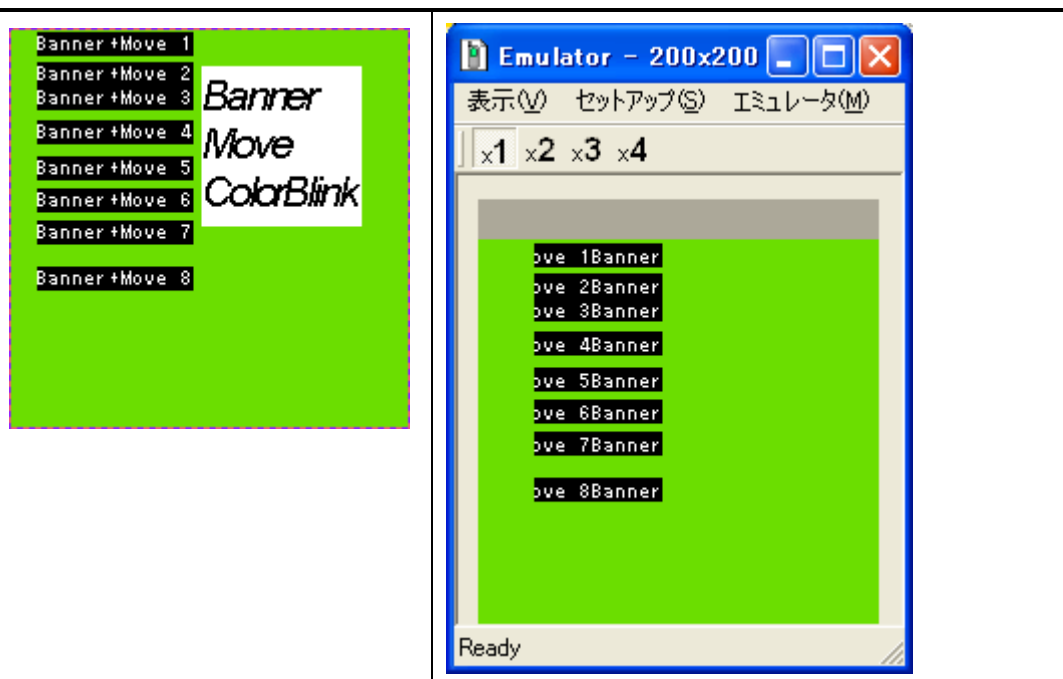 Banner+Move 1
Banner+Move 2
Banner+Move 3
Banner+Move 4
Banner+Move 5
Banner+Move 6
Banner+Move 7
Banner+Move 8
Banner
Move
ColorBlink
Emulator - 200x200
表示(V) セットアップ(S) エミュレータ(M)
x1 x2 x3 x4
ove 1Banner
ove 2Banner
ove 3Banner
ove 4Banner
ove 5Banner
ove 6Banner
ove 7Banner
ove 8Banner
Ready